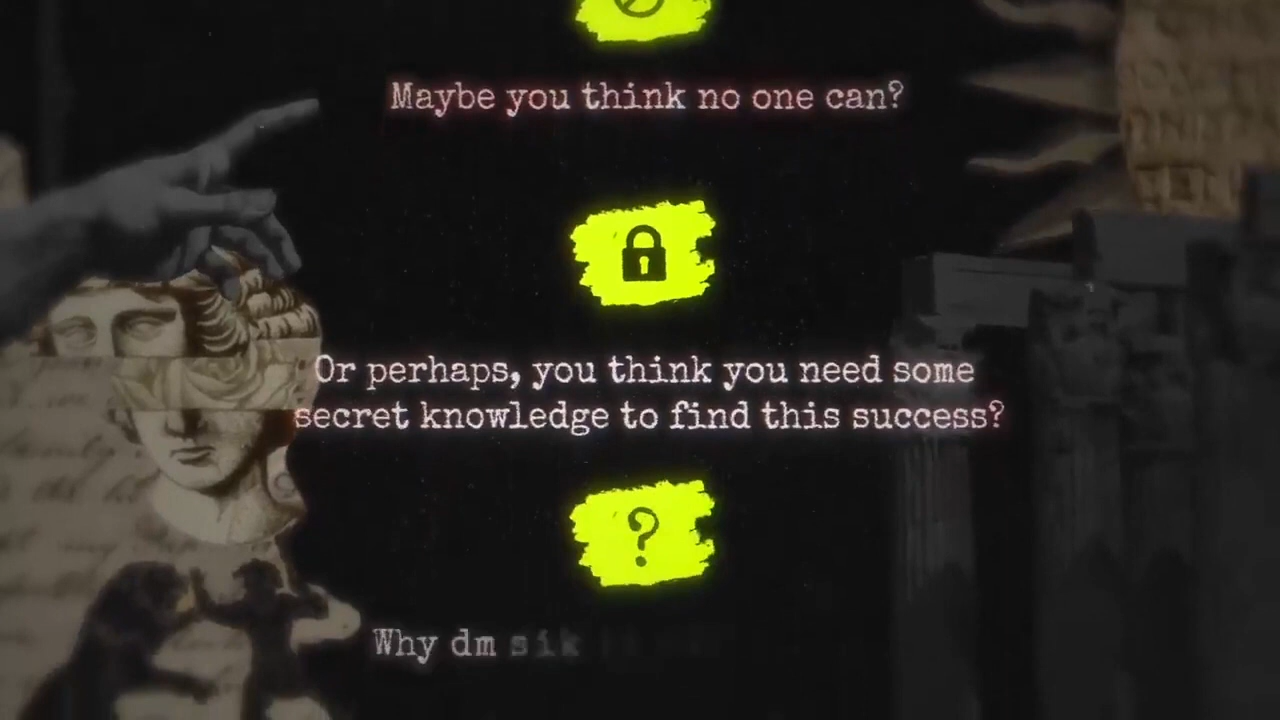 Maybe you think no one can?
Or perhaps, you think you need some
secret knowledge to find this success?
Why dm sik